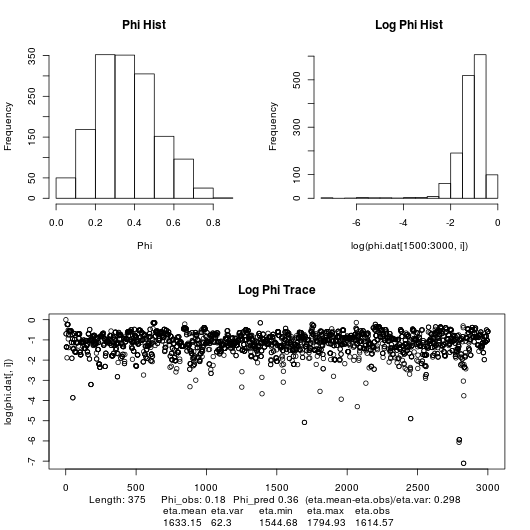 Phi Hist
Log Phi Hist
Frequency
0 50 150 250 350
0.0 0.2 0.4 0.6 0.8
Phi
Frequency
0 100 300 500
-6 -4 -2 0
log(phi.dat[1500:3000, i])
Log Phi Trace
log(phi.dat[, i])
0 -1 -2 -3 -4 -5 -6 -7
0 500 1000 1500 2000 2500 3000
Length: 375 Phi_obs: 0.18 Phi_pred 0.36 (eta.mean-eta.obs)/eta.var: 0.298
eta.mean eta.var eta.min eta.max eta.obs
1633.15 62.3 1544.68 1794.93 1614.57